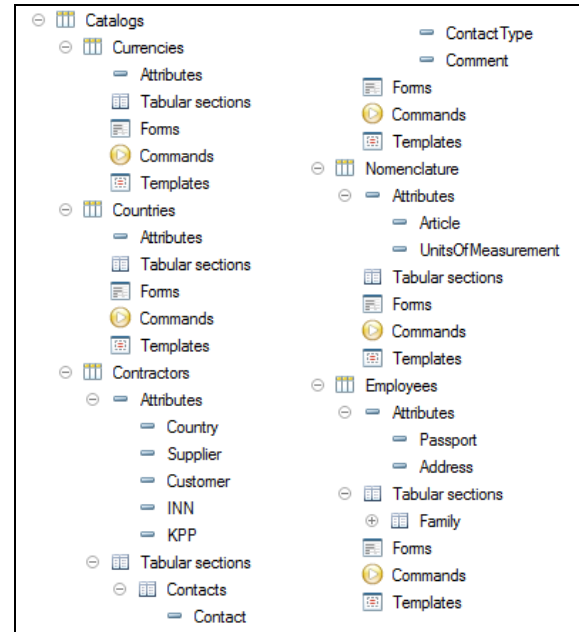 Catalogs
Currencies
Attributes
Tabular sections
Forms
Commands
Templates
Countries
Attributes
Tabular sections
Forms
Commands
Templates
Contractors
Attributes
Country
Supplier
Customer
INN
KPP
Tabular sections
Contacts
Contact
ContactType
Comment
Forms
Commands
Templates
Nomenclature
Attributes
Article
UnitsOfMeasurement
Tabular sections
Forms
Commands
Templates
Employees
Attributes
Passport
Address
Tabular sections
Family
Forms
Commands
Templates